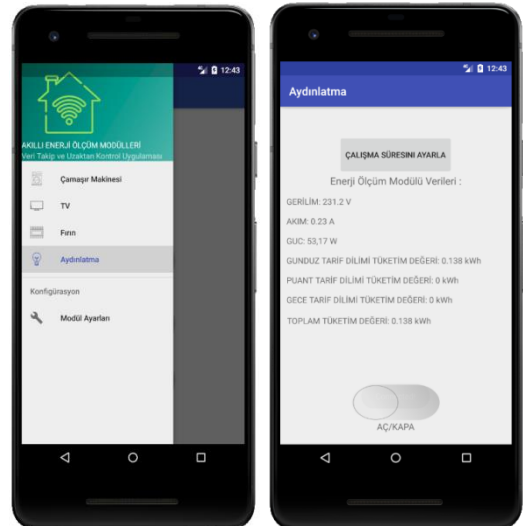 12:43
AKILLI ENERJİ ÖLÇÜM MODÜLLERİ
Veri Takip ve Uzaktan Kontrol Uygulaması
Çamaşır Makinesi
TV
Fırın
Aydınlatma
Konfigürasyon
Modül Ayarları
12:43
Aydınlatma
ÇALIŞMA SÜRESINI AYARLA
Enerji Ölçüm Modülü Verileri :
GERİLİM: 231.2 V
AKIM: 0.23 A
GUC: 53,17 W
GUNDUZ TARİF DİLİMİ TÜKETİM DEĞERİ: 0.138 kWh
PUANT TARİF DİLİMİ TÜKETİM DEĞERİ: 0 kWh
GECE TARİF DİLİMİ TÜKETİM DEĞERİ: 0 kWh
TOPLAM TÜKETİM DEĞERİ: 0.138 kWh
AÇ/KAPA